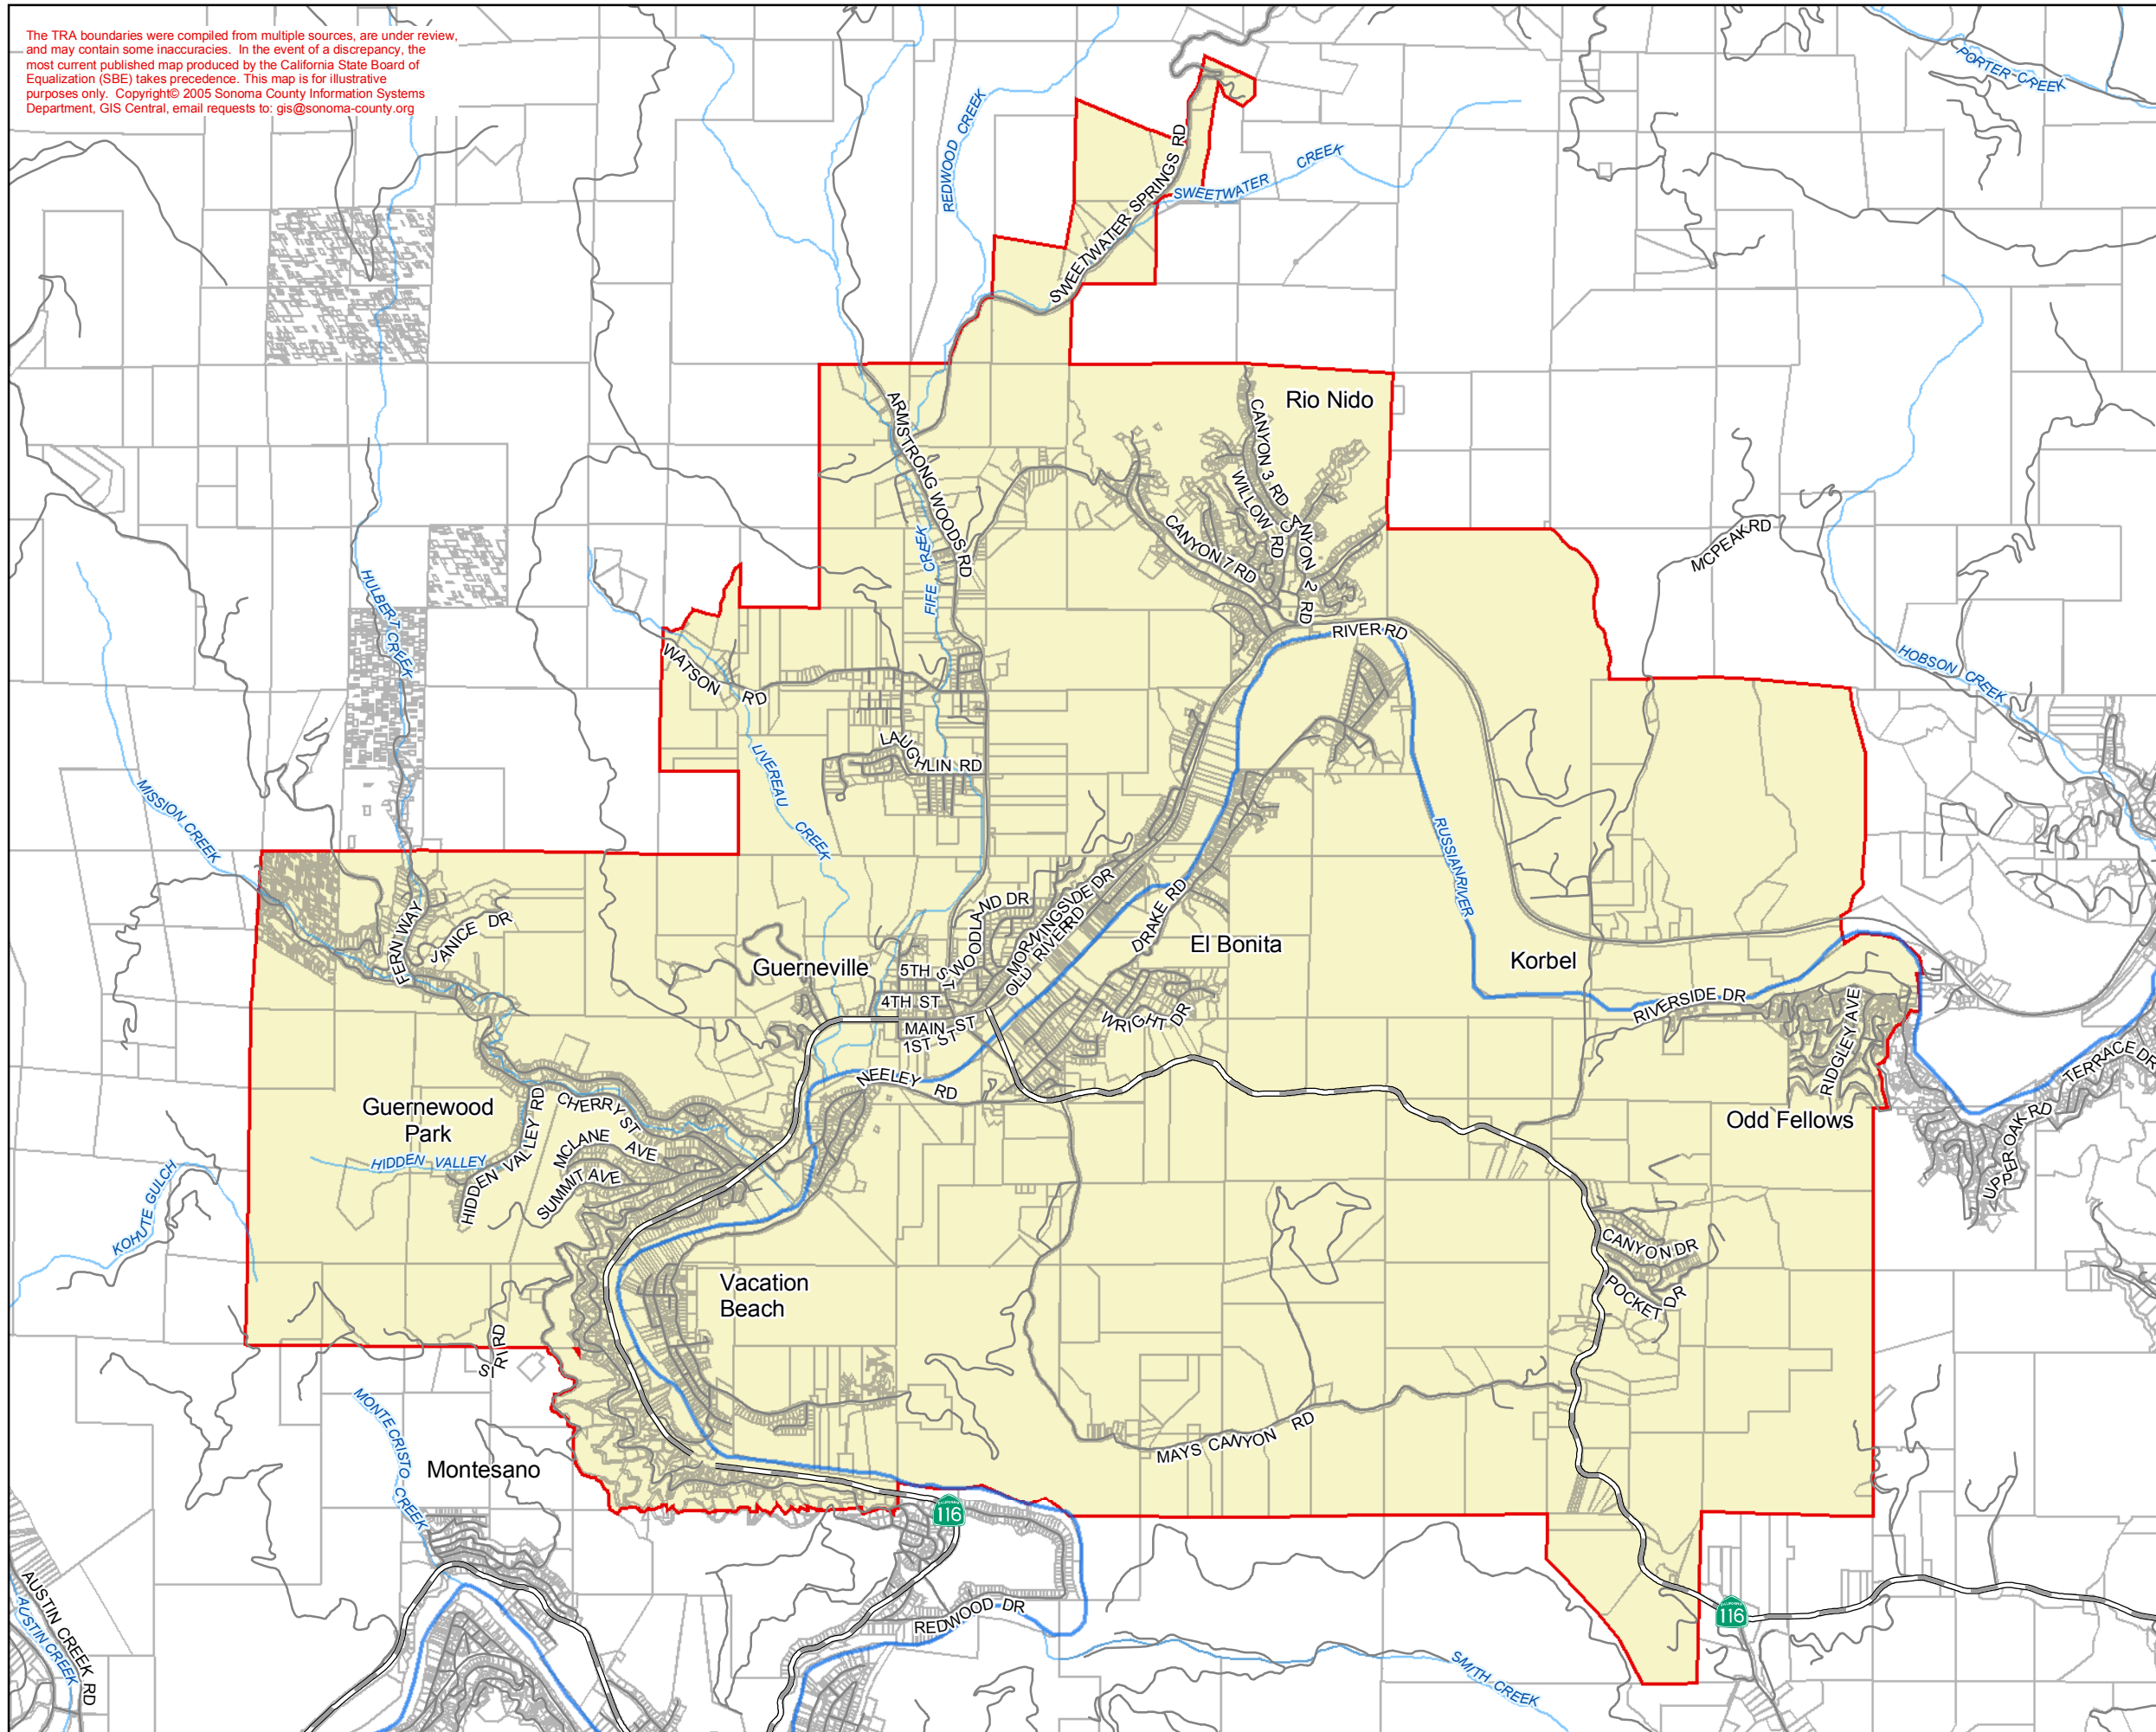 The TRA boundaries were compiled from multiple sources, are under review,
and may contain some inaccuracies. In the event of a discrepancy, the
most current published map produced by the California State Board of
Equalization (SBE) takes precedence. This map is for illustrative
purposes only. Copyright© 2005 Sonoma County Information Systems
Department, GIS Central, email requests to: gis@sonoma-county.org
PORTER CREEK
REDWOOD CREEK
SWEETWATER SPRINGS RD
SWEETWATER CREEK
Rio Nido
ARMSTRONG WOODS RD
CANYON 3 RD
WILLOW RD
CANYON 2 RD
CANYON 7 RD
MCPEAK RD
FIFE CREEK
HULBERT CREEK
RIVER RD
HOBSON CREEK
WATSON RD
LAUGHLIN RD
LIVEREAU CREEK
MISSION CREEK
RUSSIAN RIVER
FERN WAY
JANICE DR
WOODLAND DR
MORNINGSIDE DR
OLD RIVER RD
DRAKE RD
El Bonita
Guerneville
5TH ST
4TH ST
MAIN ST
1ST ST
WRIGHT DR
Korbel
RIVERSIDE DR
RIDGLEY AVE
TERRACE DR
NEELEY RD
Guernewood
Park
CHERRY ST
MCLANE AVE
SUMMIT AVE
HIDDEN VALLEY
HIDDEN VALLEY RD
KOHUTE GULCH
Odd Fellows
UPPER OAK RD
CANYON DR
POCKET DR
Vacation
Beach
SIRI RD
MONTECRISTO CREEK
Montesano
MAYS CANYON RD
116
REDWOOD DR
116
SMITH CREEK
AUSTIN CREEK RD
AUSTIN CREEK